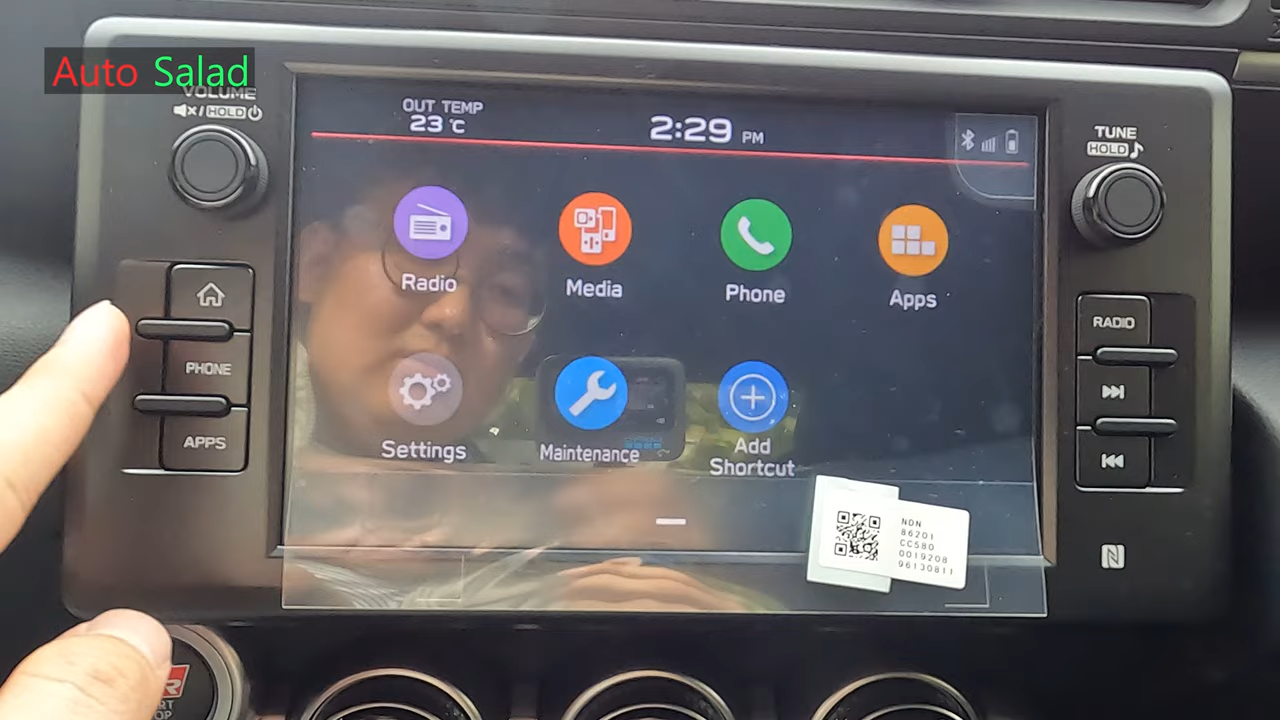 Auto Salad
VOLUME
HOLD
OUT TEMP
23 °C
2:29 PM
TUNE
HOLD
Radio
Media
Phone
Apps
PHONE
APPS
RADIO
Settings
Maintenance
Add
Shortcut
NDN
86201
CC580
0019208
96130811